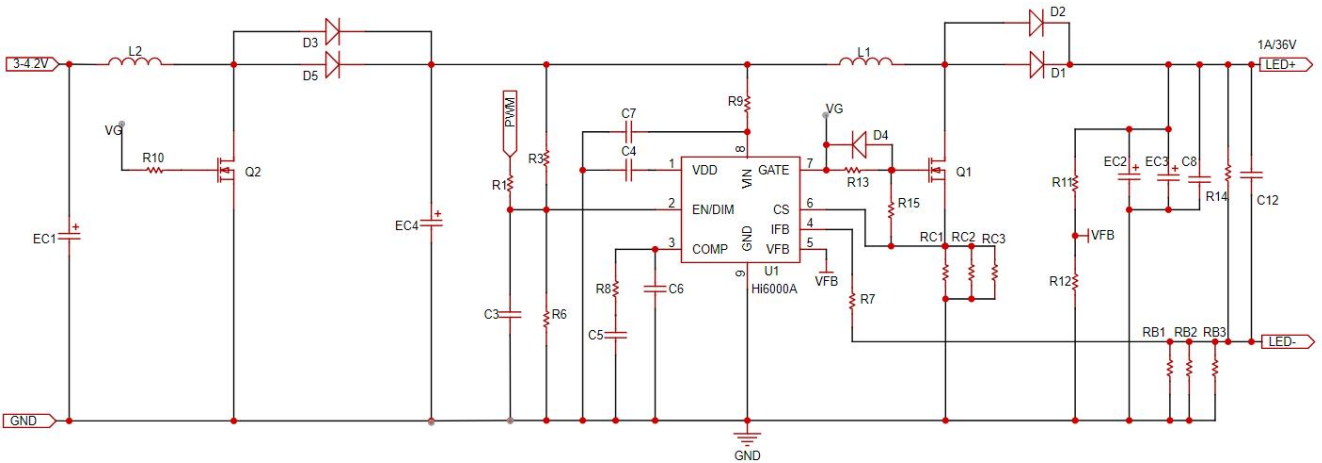 D2
D3
L2
L1
1A/36V
3-4.2V
D5
D1
LED+
PWM
R9
C7
VG
VG
D4
C4
R3
R10
Q2
R1
8
1
VDD
VIN
GATE
7
R13
Q1
EC2
EC3
C8
R11
R14
C12
2
EN/DIM
CS
6
R15
IFB
4
EC1
EC4
3
COMP
GND
VFB
5
RC1
RC2
RC3
VFB
9
U1
Hi6000A
VFB
R8
C6
R7
R12
C3
R6
C5
RB1
RB2
RB3
LED-
GND
GND